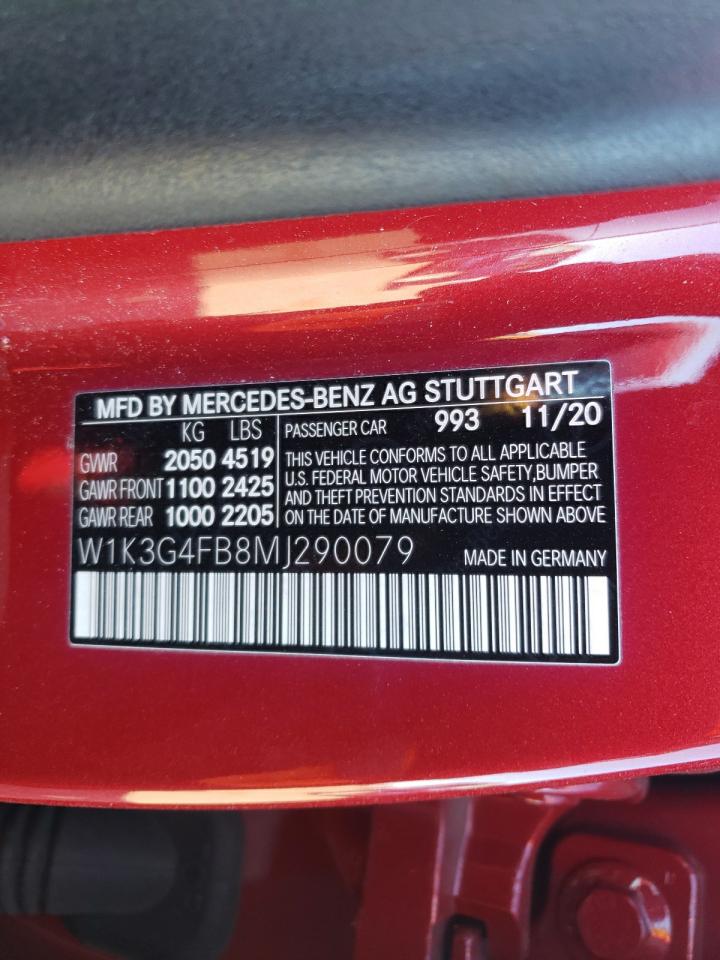 MFD BY MERCEDES-BENZ AG STUTTGART
KG LBS PASSENGER CAR 993 11/20
GVWR 2050 4519 THIS VEHICLE CONFORMS TO ALL APPLICABLE
U.S. FEDERAL MOTOR VEHICLE SAFETY,BUMPER
GAWR FRONT 1100 2425 AND THEFT PREVENTION STANDARDS IN EFFECT
GAWR REAR 1000 2205 ON THE DATE OF MANUFACTURE SHOWN ABOVE
W1K3G4FB8MJ290079 MADE IN GERMANY